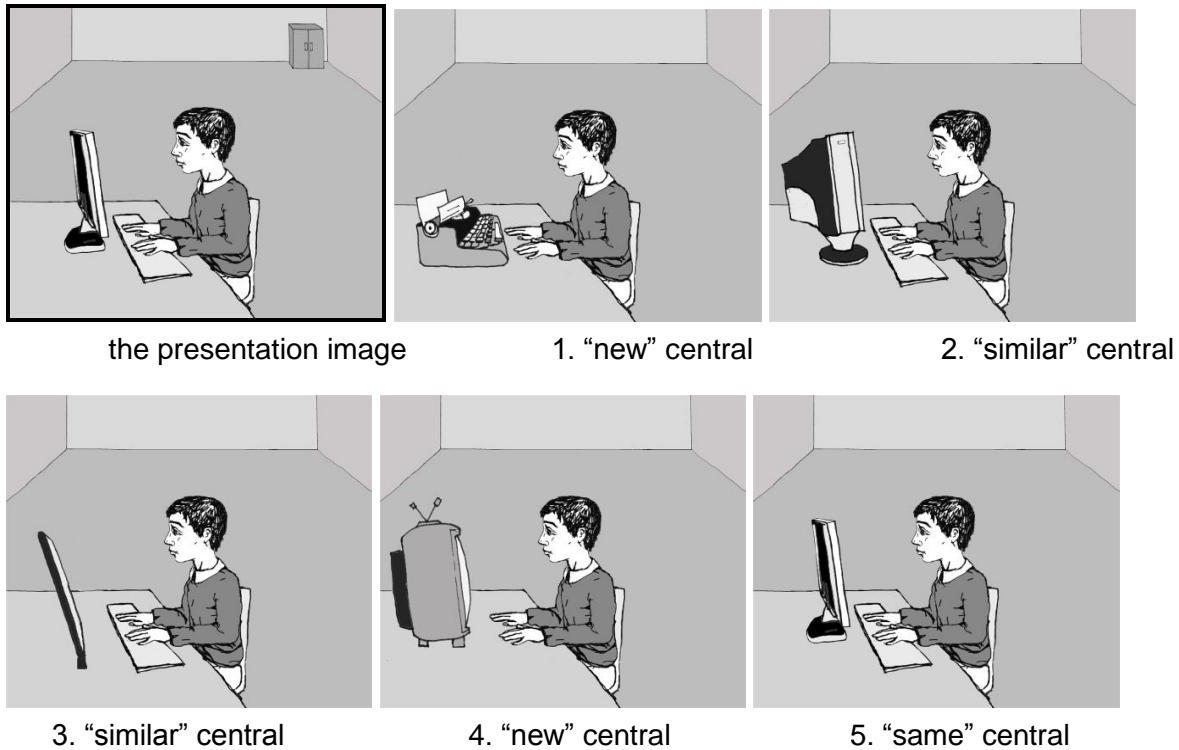 the presentation image
1. “new” central
2. “similar” central
3. “similar” central
4. “new” central
5. “same” central